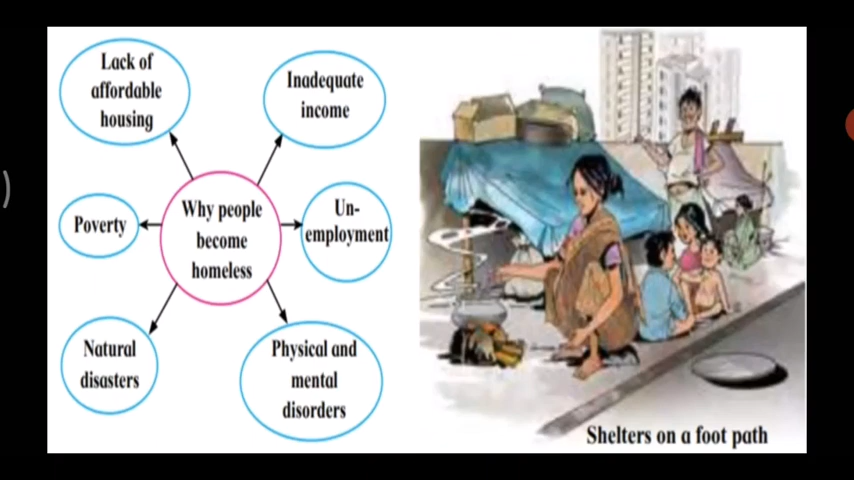 Lack of
affordable
housing
Inadequate
income
Poverty
Why people
become
homeless
Un-
employment
Natural
disasters
Physical and
mental
disorders
Shelters on a foot path